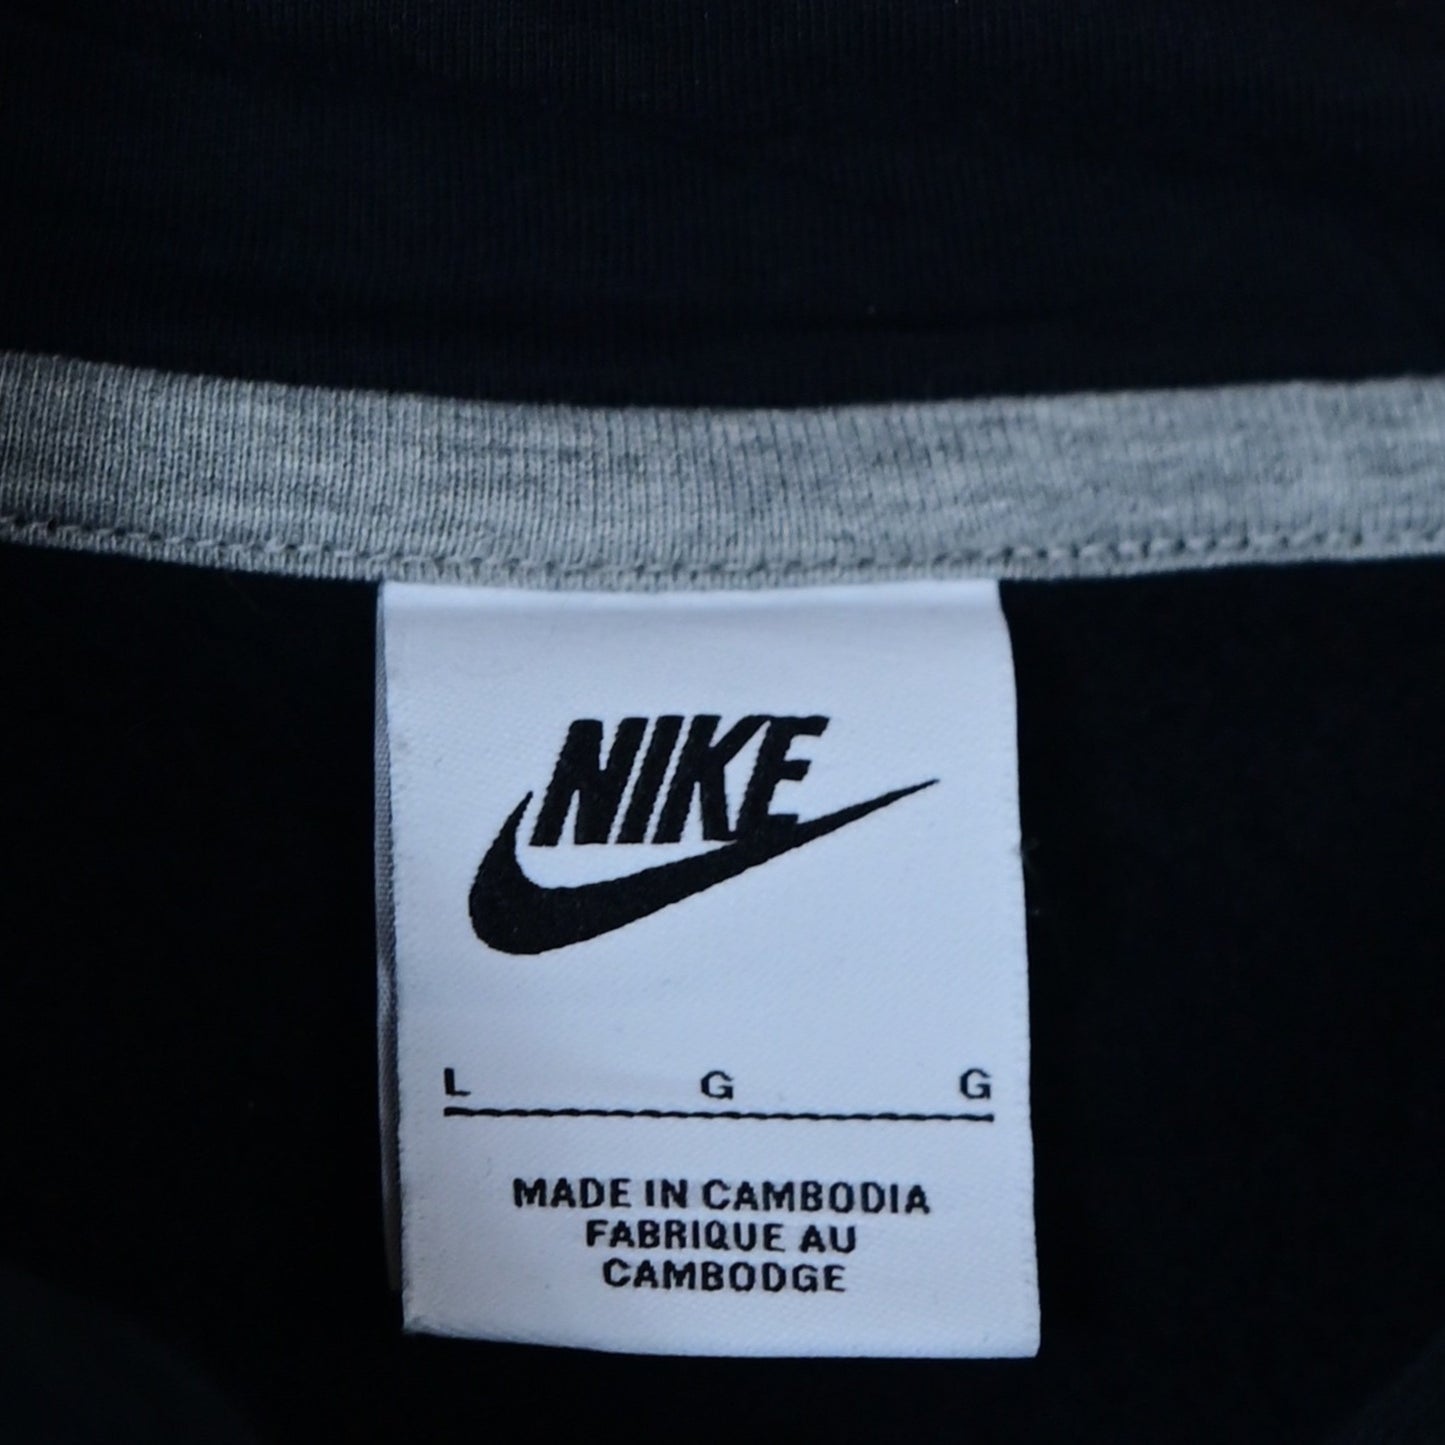 NIKE
L G G
MADE IN CAMBODIA
FABRIQUE AU
CAMBODGE